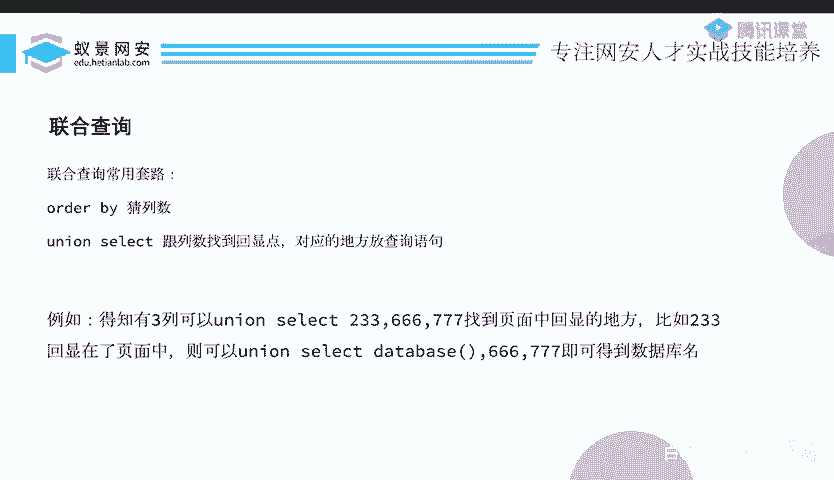 蚁景网安
edu.hetianlab.com
腾讯课堂
专注网安人才实战技能培养
联合查询
联合查询常用套路：
order by 猜列数
union select 跟列数找到回显点，对应的地方放查询语句
例如：得知有3列可以union select 233,666,777找到页面中回显的地方，比如233
回显在了页面中，则可以union select database(),666,777即可得到数据库名